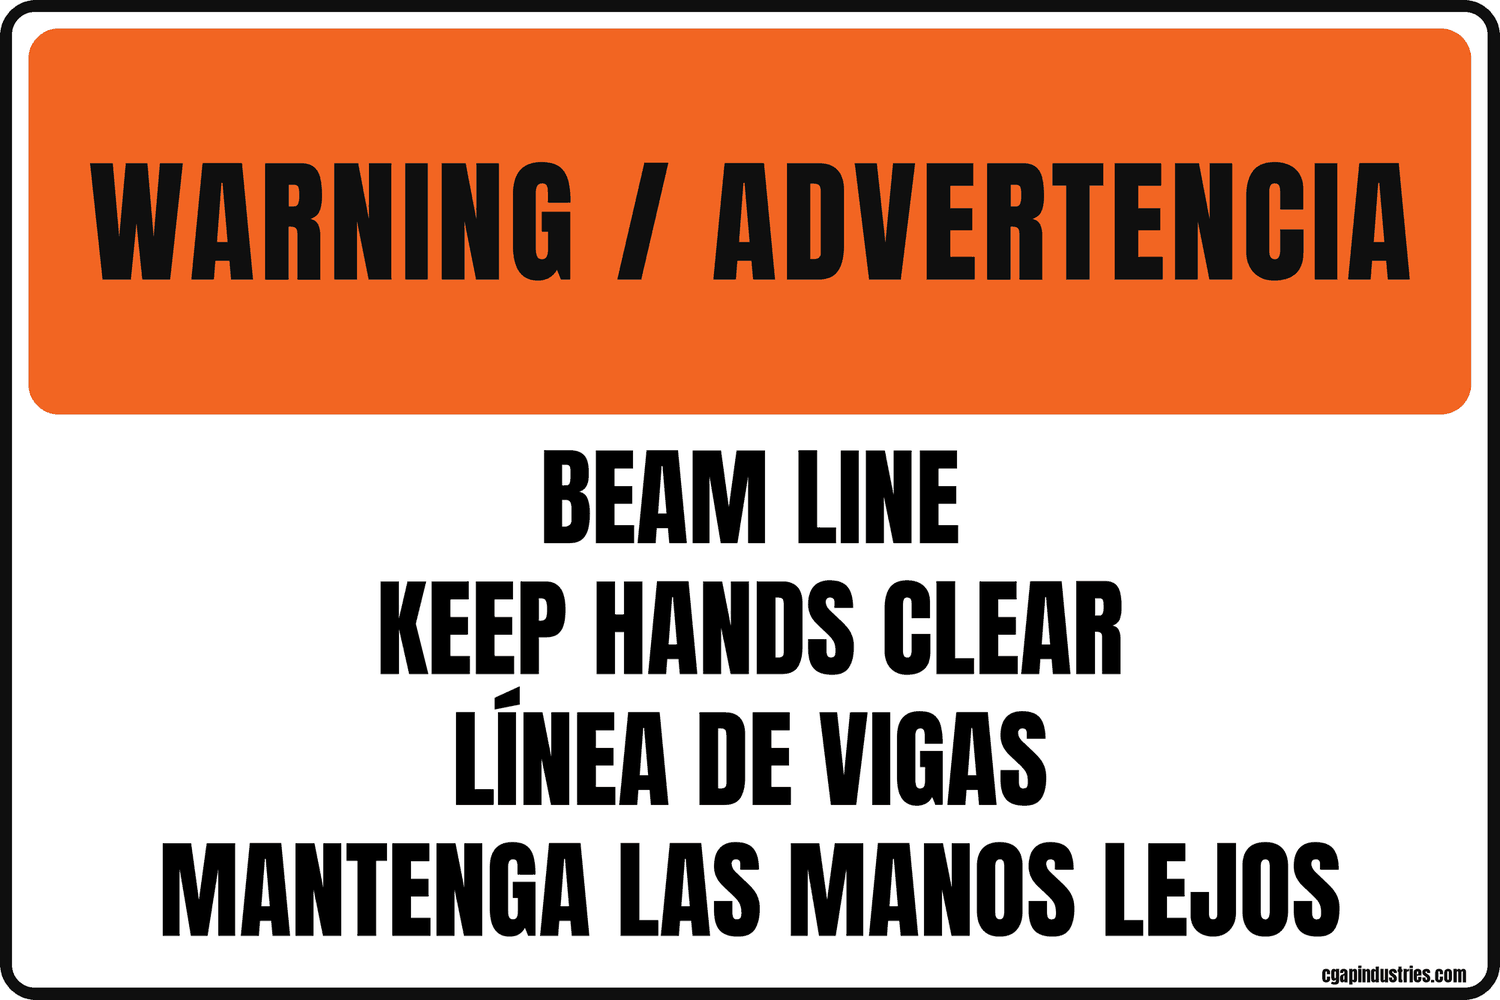 WARNING / ADVERTENCIA
BEAM LINE
KEEP HANDS CLEAR
LÍNEA DE VIGAS
MANTENGA LAS MANOS LEJOS
cgapindustries.com